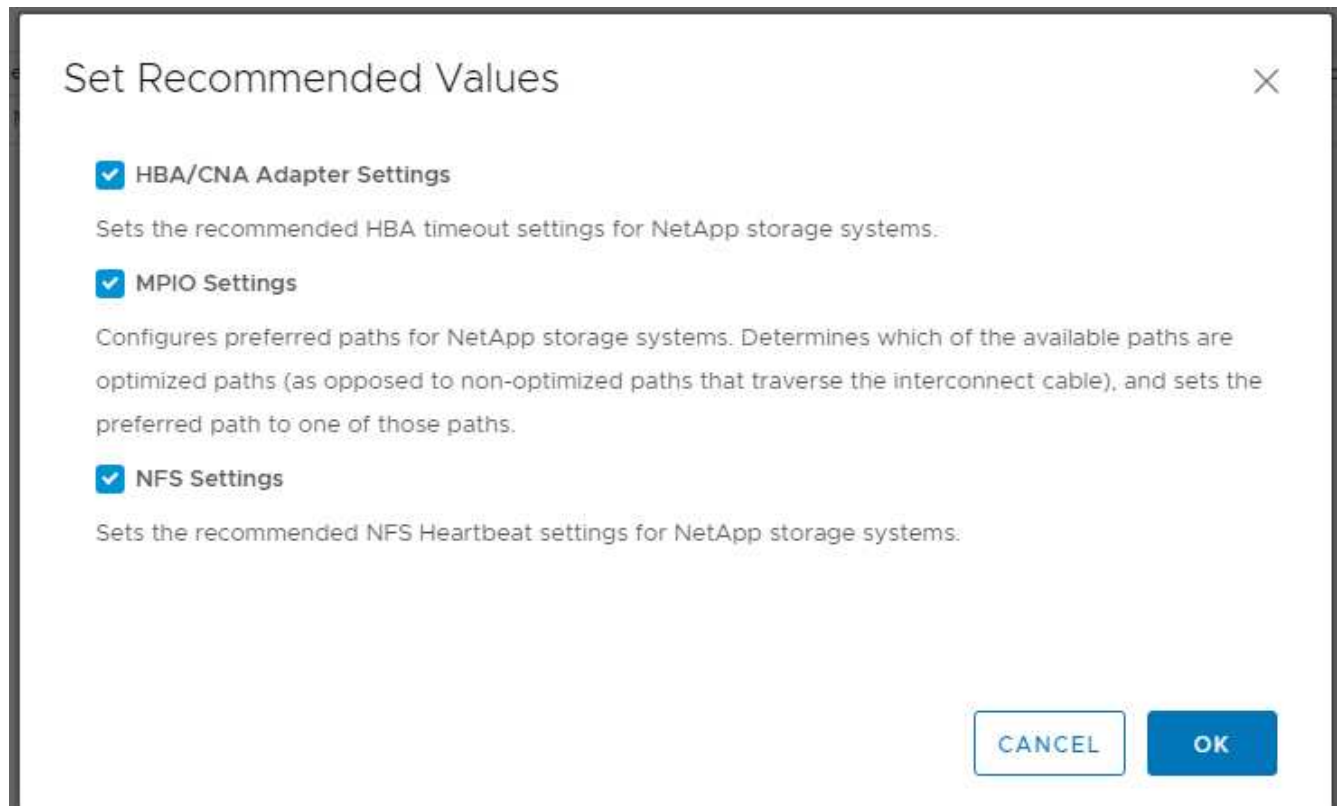 Set Recommended Values
HBA/CNA Adapter Settings
Sets the recommended HBA timeout settings for NetApp storage systems.
MPIO Settings
Configures preferred paths for NetApp storage systems. Determines which of the available paths are
optimized paths (as opposed to non-optimized paths that traverse the interconnect cable), and sets the
preferred path to one of those paths.
NFS Settings
Sets the recommended NFS Heartbeat settings for NetApp storage systems.
CANCEL OK